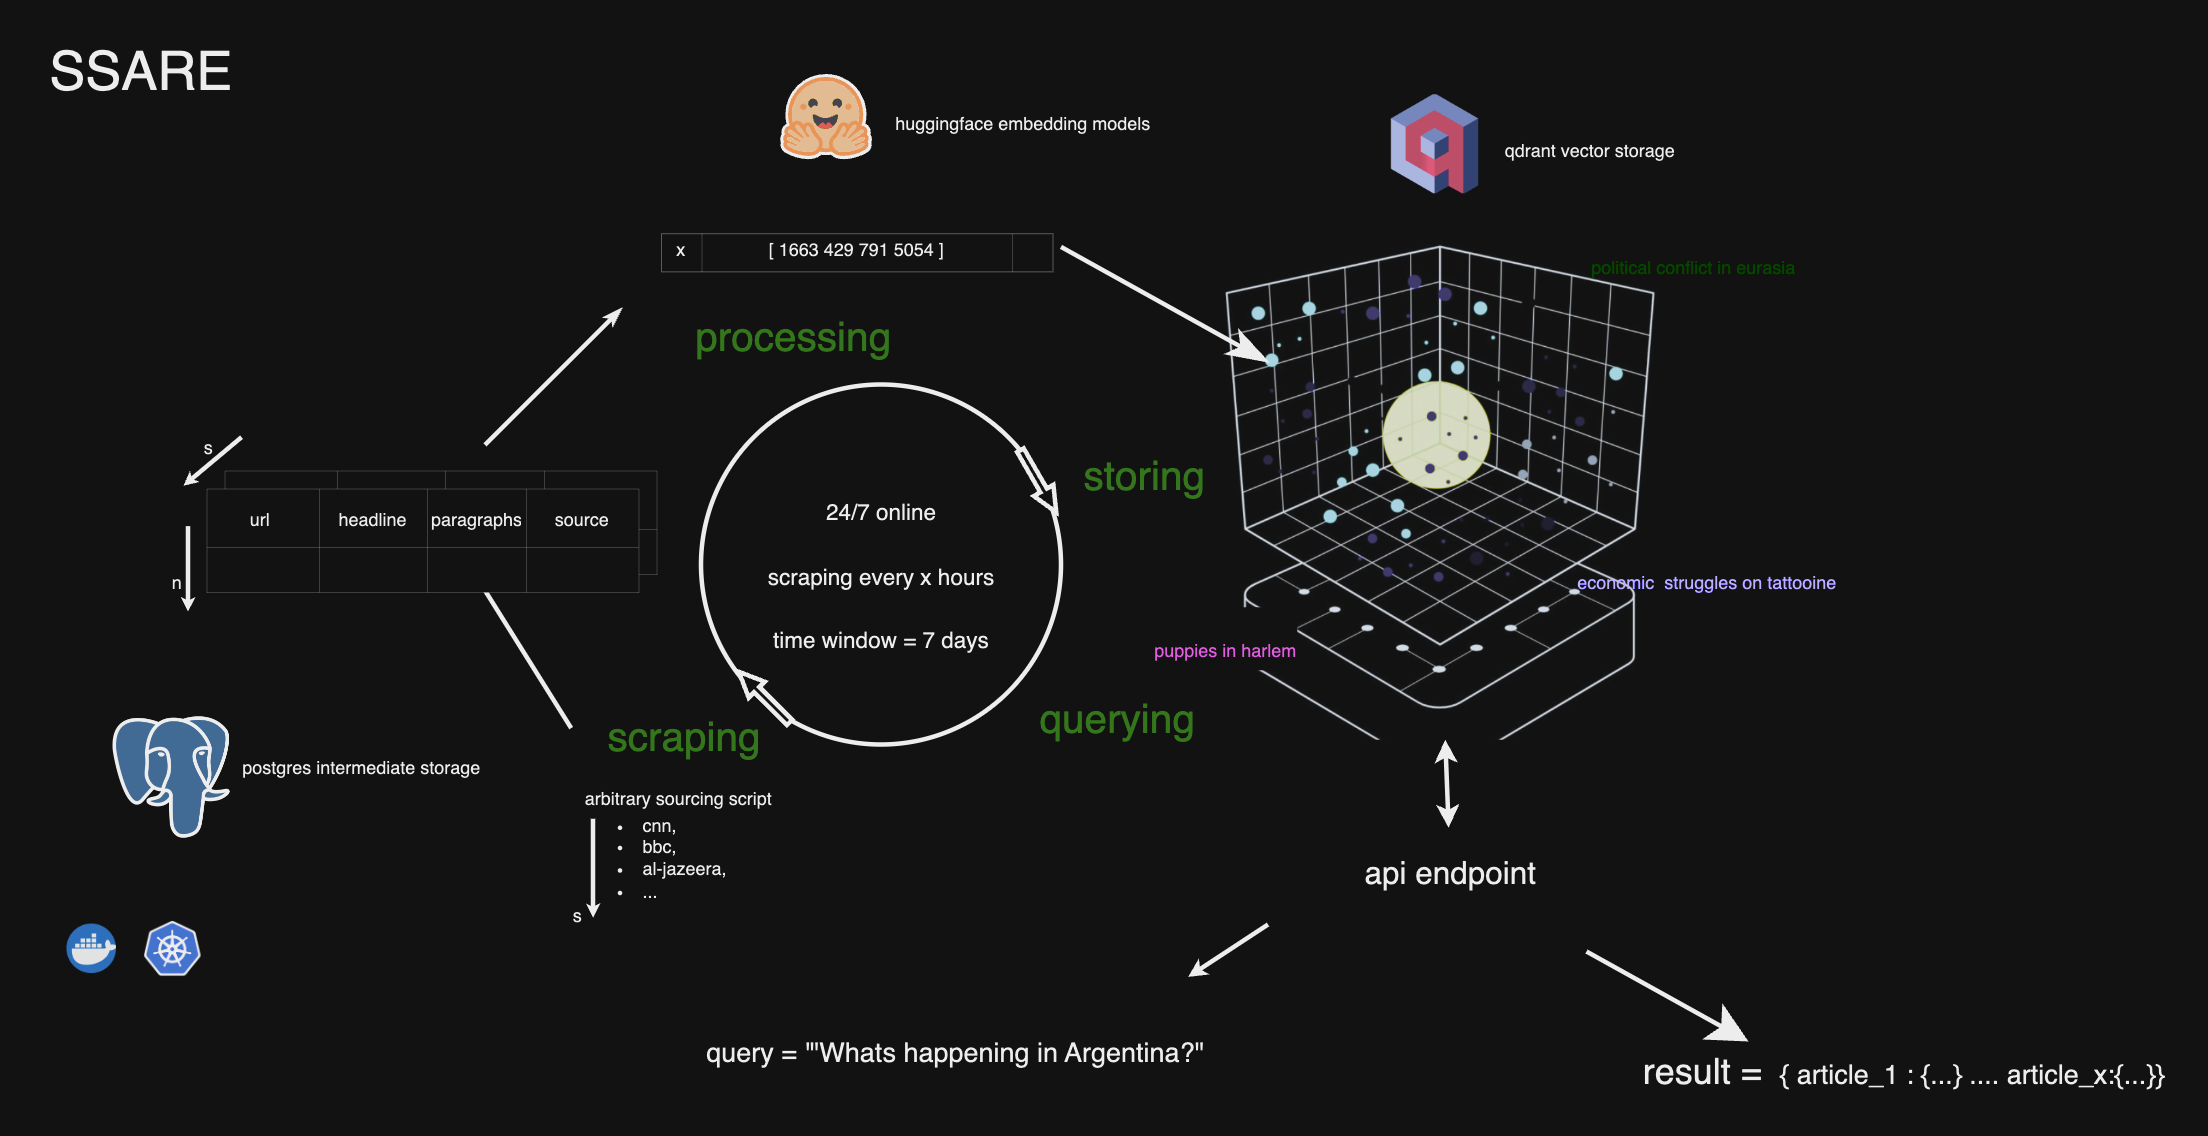 SSARE
huggingface embedding models
qdrant vector storage
x [ 1663 429 791 5054 ]
political conflict in eurasia
processing
s
storing
url headline paragraphs source
24/7 online
n
scraping every x hours
economic  struggles on tattooine
time window = 7 days
puppies in harlem
querying
scraping
postgres intermediate storage
arbitrary sourcing script
• cnn,
• bbc,
• al-jazeera,
• ...
s
api endpoint
query = "'Whats happening in Argentina?"
result = { article_1 : {...} .... article_x:{...}}